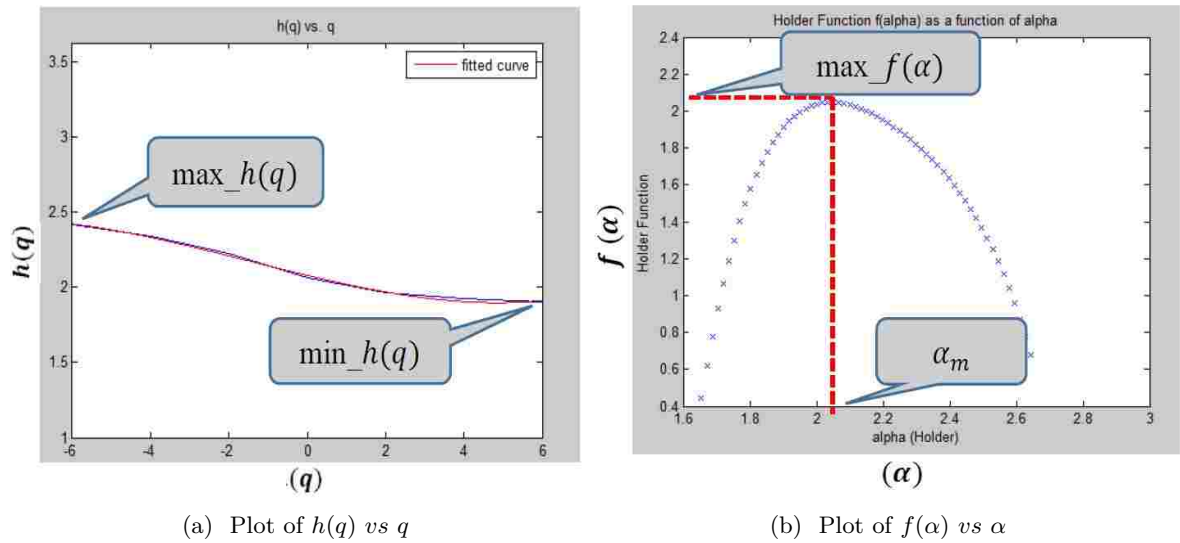 h(q) vs. q
fitted curve
3.5
3
2.5
2
1.5
1
-6
-4
-2
0
2
4
6
max_h(q)
min_h(q)
h(q)
(q)
(a) Plot of h(q) vs q
Holder Function f(alpha) as a function of alpha
2.4
2.2
2
1.8
1.6
1.4
1.2
1
0.8
0.6
0.4
1.6
1.8
2
2.2
2.4
2.6
2.8
3
max_f(α)
α_m
f (α)
Holder Function
alpha (Holder)
(α)
(b) Plot of f(α) vs α